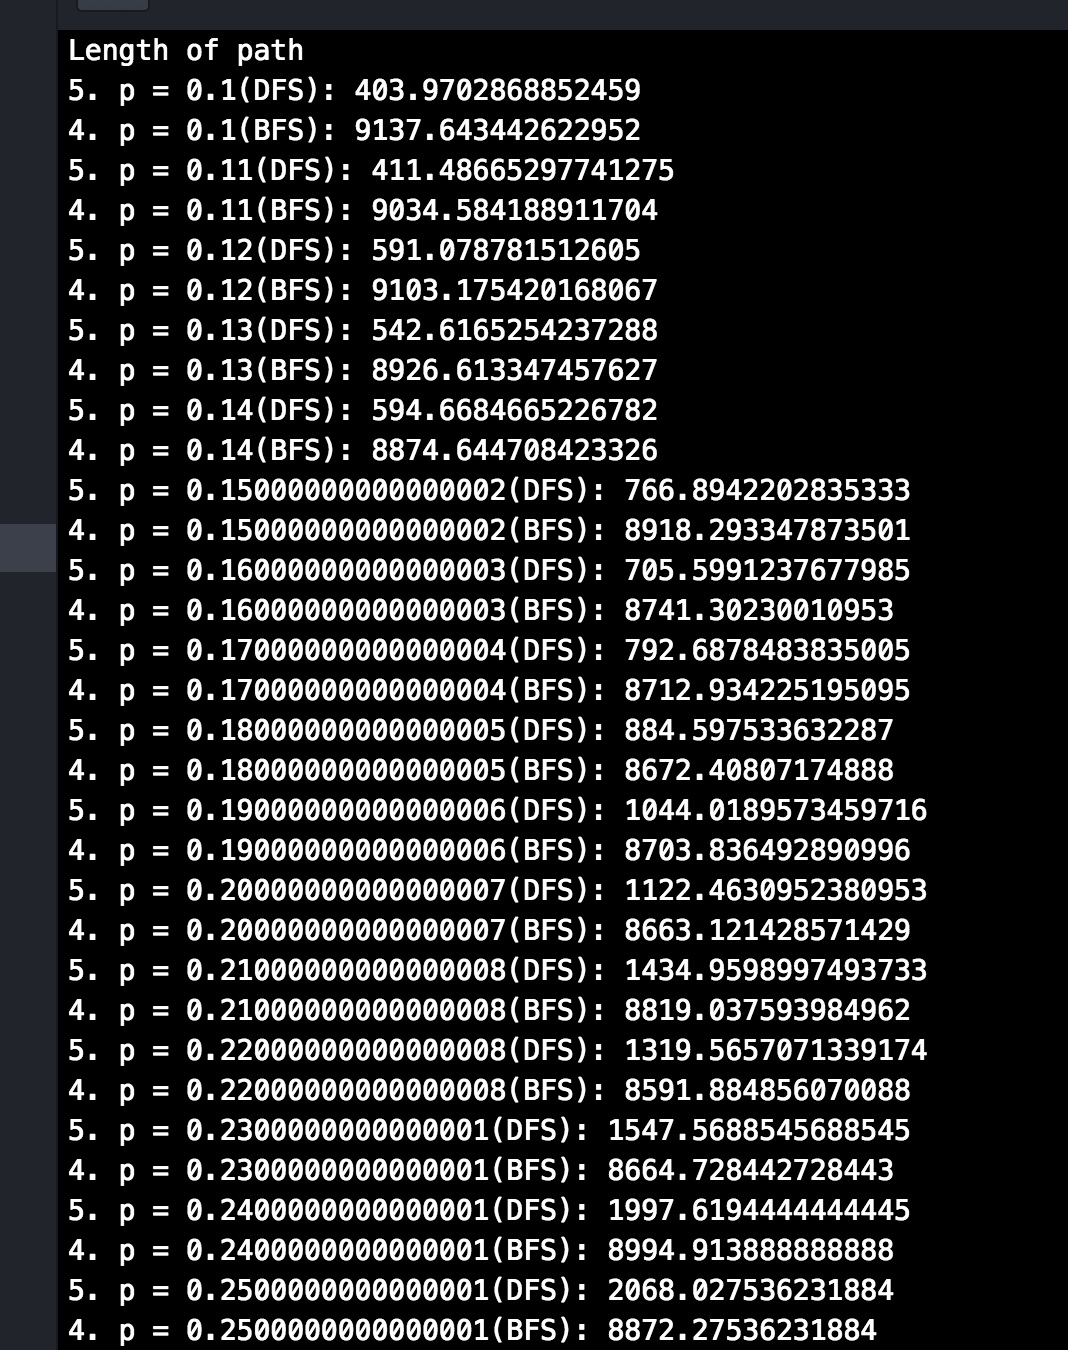 Length of path
5. p = 0.1(DFS): 403.9702868852459
4. p = 0.1(BFS): 9137.643442622952
5. p = 0.11(DFS): 411.48665297741275
4. p = 0.11(BFS): 9034.584188911704
5. p = 0.12(DFS): 591.078781512605
4. p = 0.12(BFS): 9103.175420168067
5. p = 0.13(DFS): 542.6165254237288
4. p = 0.13(BFS): 8926.613347457627
5. p = 0.14(DFS): 594.6684665226782
4. p = 0.14(BFS): 8874.644708423326
5. p = 0.15000000000000002(DFS): 766.8942202835333
4. p = 0.15000000000000002(BFS): 8918.293347873501
5. p = 0.16000000000000003(DFS): 705.5991237677985
4. p = 0.16000000000000003(BFS): 8741.30230010953
5. p = 0.17000000000000004(DFS): 792.6878483835005
4. p = 0.17000000000000004(BFS): 8712.934225195095
5. p = 0.18000000000000005(DFS): 884.597533632287
4. p = 0.18000000000000005(BFS): 8672.40807174888
5. p = 0.19000000000000006(DFS): 1044.0189573459716
4. p = 0.19000000000000006(BFS): 8703.836492890996
5. p = 0.20000000000000007(DFS): 1122.4630952380953
4. p = 0.20000000000000007(BFS): 8663.121428571429
5. p = 0.21000000000000008(DFS): 1434.9598997493733
4. p = 0.21000000000000008(BFS): 8819.037593984962
5. p = 0.22000000000000008(DFS): 1319.5657071339174
4. p = 0.22000000000000008(BFS): 8591.884856070088
5. p = 0.2300000000000001(DFS): 1547.5688545688545
4. p = 0.2300000000000001(BFS): 8664.728442728443
5. p = 0.2400000000000001(DFS): 1997.6194444444445
4. p = 0.2400000000000001(BFS): 8994.913888888888
5. p = 0.2500000000000001(DFS): 2068.027536231884
4. p = 0.2500000000000001(BFS): 8872.27536231884